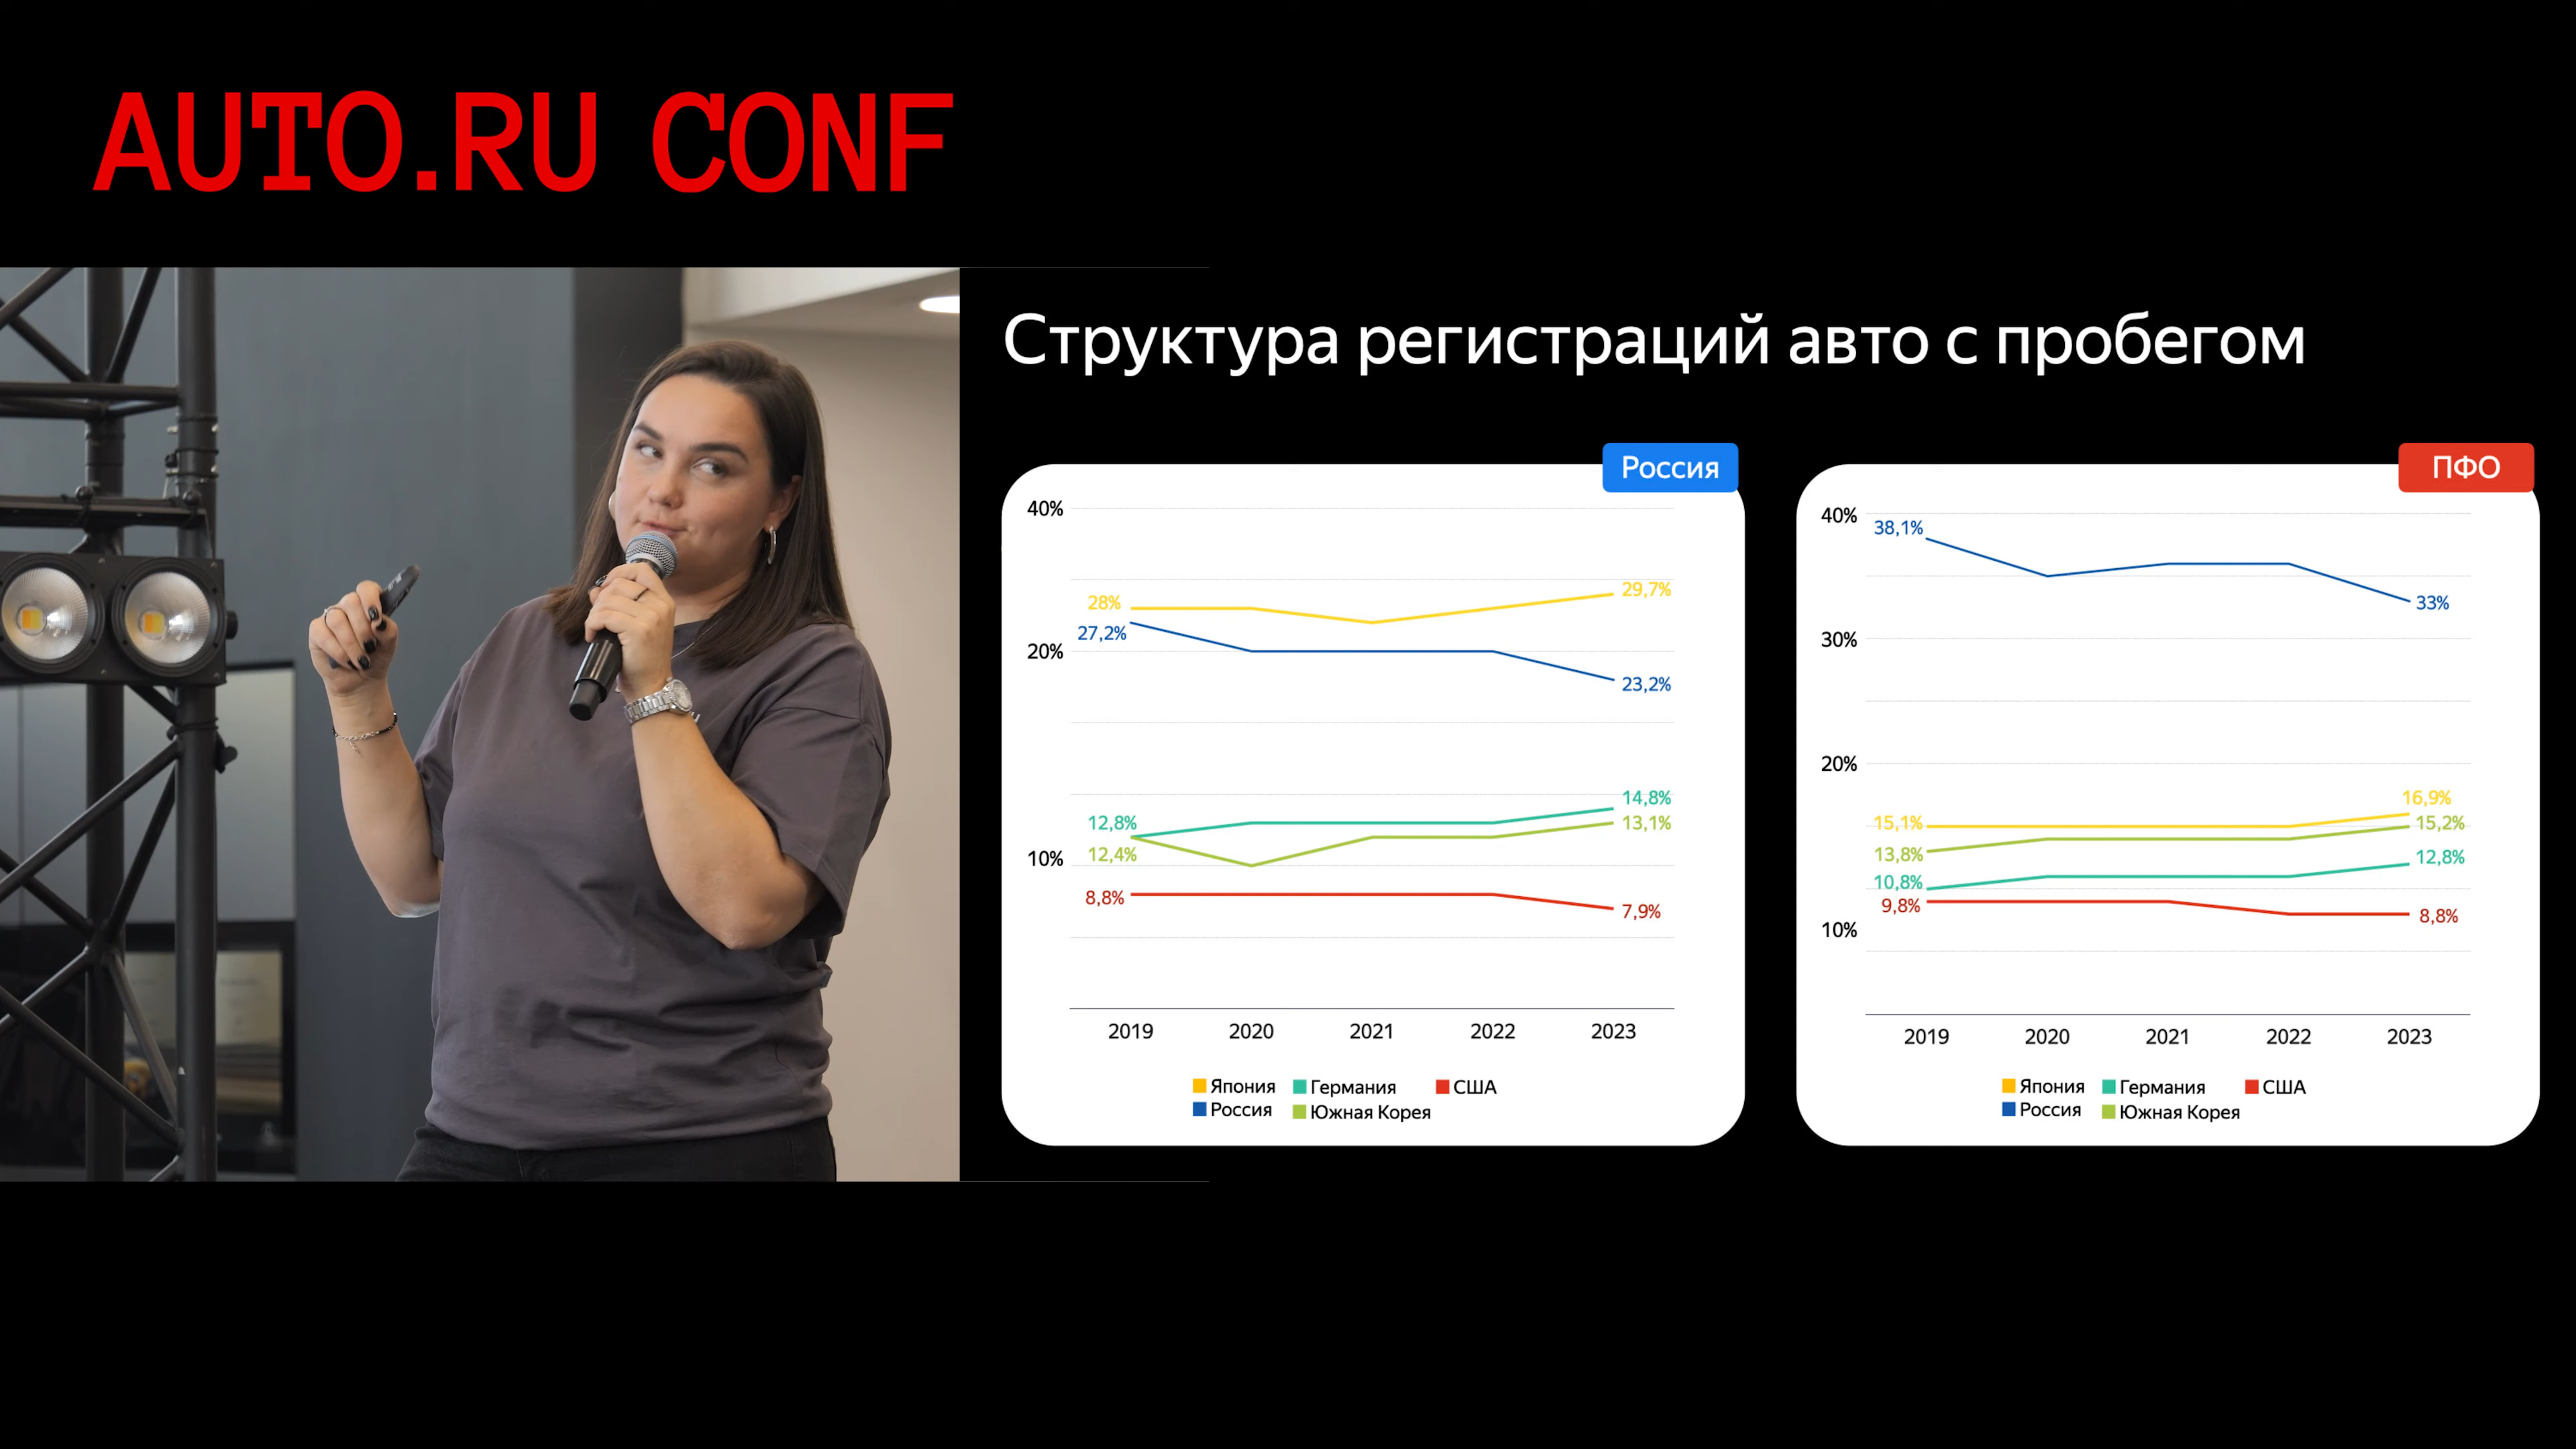 AUTO.RU CONF
Структура регистраций авто с пробегом
Россия
40%
20%
10%
28%
27,2%
12,8%
12,4%
8,8%
29,7%
23,2%
14,8%
13,1%
7,9%
2019 2020 2021 2022 2023
Япония Германия США
Россия Южная Корея
ПФО
40%
30%
20%
10%
38,1%
15,1%
13,8%
10,8%
9,8%
33%
16,9%
15,2%
12,8%
8,8%
2019 2020 2021 2022 2023
Япония Германия США
Россия Южная Корея